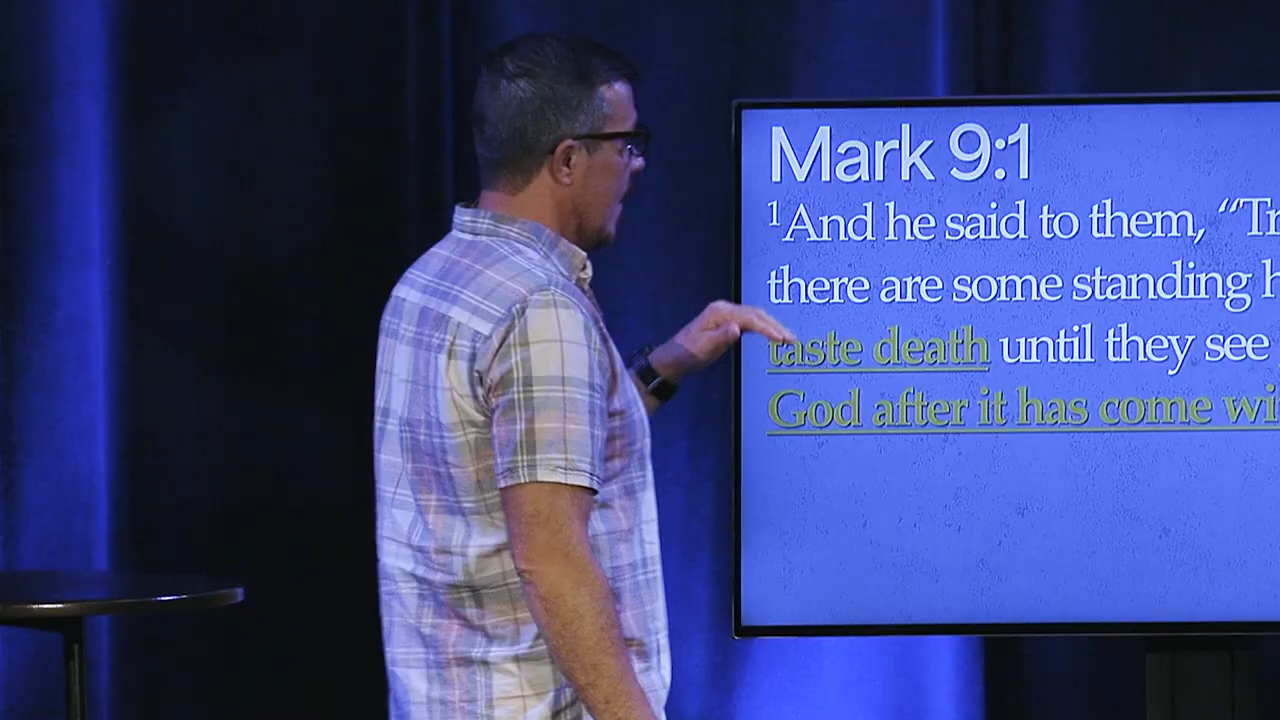 Mark 9:1
1And he said to them, “Tr
there are some standing h
taste death until they see
God after it has come wi